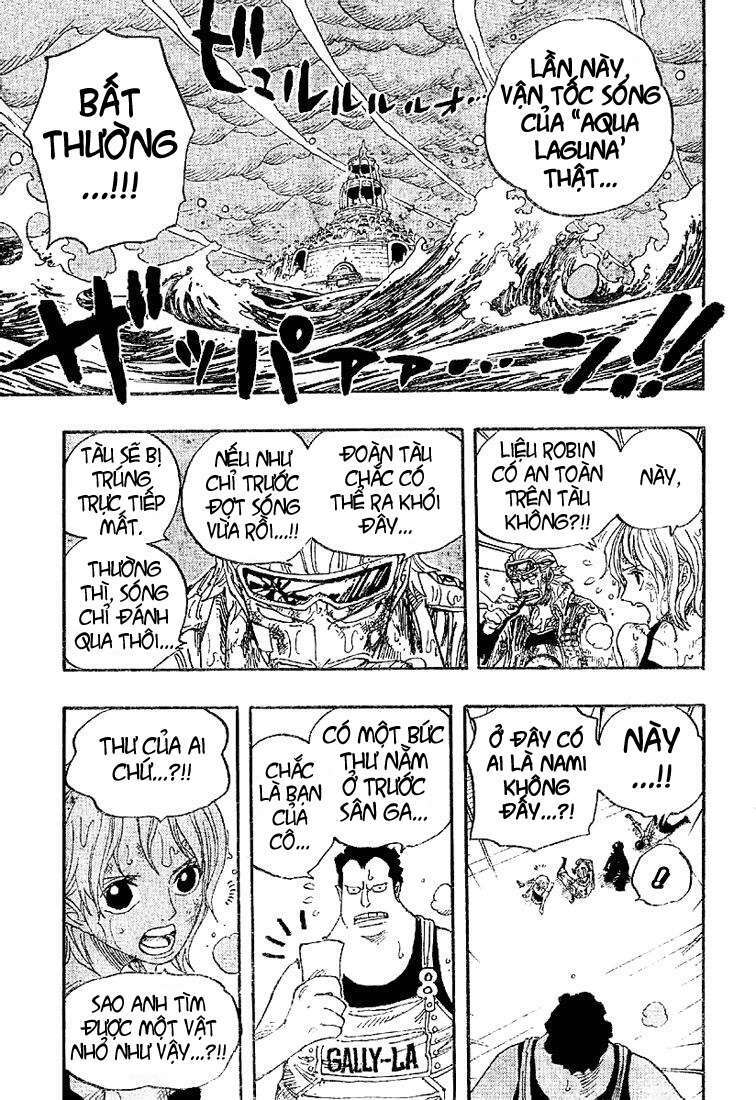 LẦN NÀY,
VẬN TỐC SÓNG
CỦA "AQUA
LAGUNA'
THẬT...
BẤT
THƯỜNG
...!!!
ビュルルルルオ...
ザッパァァ......ン!!
NÀY,
LIỆU ROBIN
CÓ AN TOÀN
TRÊN TÀU
KHÔNG?!!
ĐOÀN TÀU
CHẮC CÓ
THỂ RA KHỎI
ĐÂY...
NẾU NHƯ
CHỈ TRƯỚC
ĐỢT SÓNG
VỪA RỒI...!!
TÀU SẼ BỊ
TRÚNG
TRỰC TIẾP
MẤT.
THƯỜNG
THÌ, SÓNG
CHỈ ĐÁNH
QUA THÔI...
NÀY
...!!
Ở ĐÂY CÓ
AI LÀ NAMI
KHÔNG
ĐẤY...?!
CÓ MỘT BỨC
THƯ NẰM
Ở TRƯỚC
SÂN GA...
CHẮC
LÀ BẠN
CỦA
CÔ...
GALLY-LA
THƯ CỦA AI
CHỨ...?!!
SAO ANH TÌM
ĐƯỢC MỘT VẬT
NHỎ NHƯ VẬY...?!!